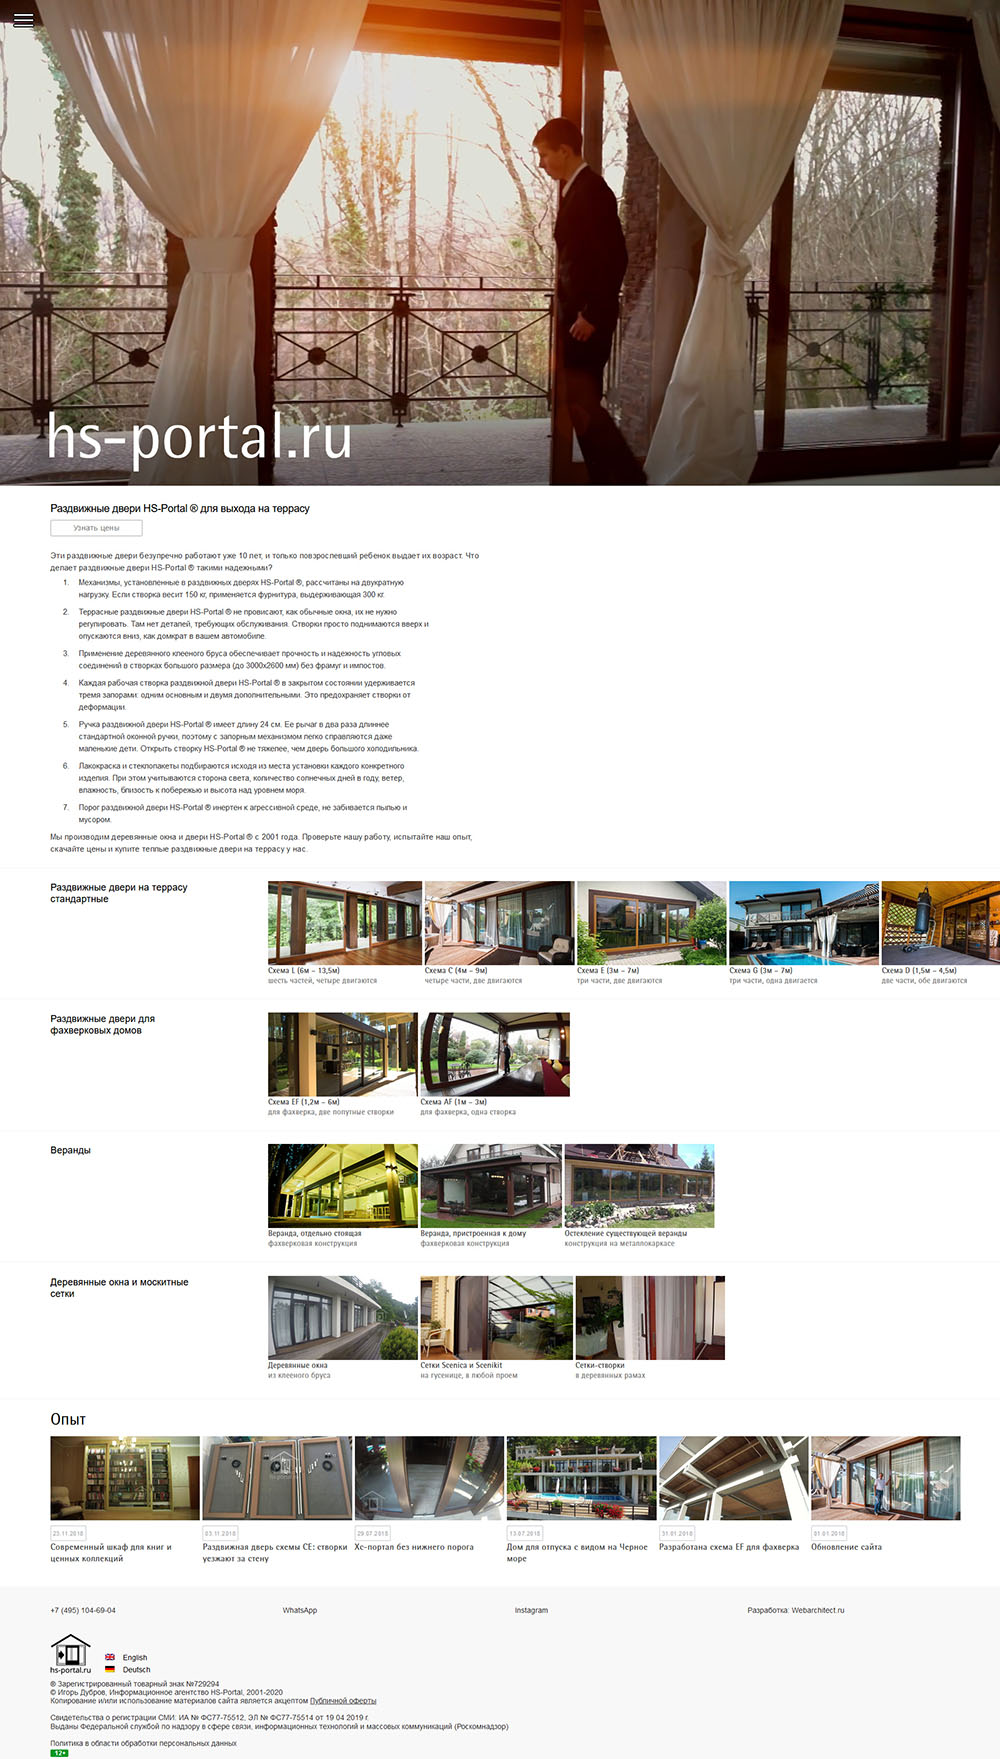 hs-portal.ru
Раздвижные двери HS-Portal ® для выхода на террасу
Узнать цены
Эти раздвижные двери безупречно работают уже 10 лет, и только повзрослевший ребенок выдает их возраст. Что
делает раздвижные двери HS-Portal ® такими надежными?
1. Механизмы, установленные в раздвижных дверях HS-Portal ®, рассчитаны на двукратную
нагрузку. Если створка весит 150 кг, применяется фурнитура, выдерживающая 300 кг.
2. Террасные раздвижные двери HS-Portal ® не провисают, как обычные окна, их не нужно
регулировать. Там нет деталей, требующих обслуживания. Створки просто поднимаются вверх и
опускаются вниз, как домкрат в вашем автомобиле.
3. Применение деревянного клееного бруса обеспечивает прочность и надежность угловых
соединений в створках большого размера (до 3000x2600 мм) без фрамуг и импостов.
4. Каждая рабочая створка раздвижной двери HS-Portal ® в закрытом состоянии удерживается
тремя запорами: одним основным и двумя дополнительными. Это предохраняет створки от
деформации.
5. Ручка раздвижной двери HS-Portal ® имеет длину 24 см. Ее рычаг в два раза длиннее
стандартной оконной ручки, поэтому с запорным механизмом легко справляются даже
маленькие дети. Открыть створку HS-Portal ® не тяжелее, чем дверь большого холодильника.
6. Лакокраска и стеклопакеты подбираются исходя из места установки каждого конкретного
изделия. При этом учитываются сторона света, количество солнечных дней в году, ветер,
влажность, близость к побережью и высота над уровнем моря.
7. Порог раздвижной двери HS-Portal ® инертен к агрессивной среде, не забивается пылью и
мусором.
Мы производим деревянные окна и двери HS-Portal ® с 2001 года. Проверьте нашу работу, испытайте наш опыт,
скачайте цены и купите теплые раздвижные двери на террасу у нас.
Раздвижные двери на террасу
стандартные
Схема L (6м – 13,5м)
шесть частей, четыре двигаются
Схема C (4м – 9м)
четыре части, две двигаются
Схема E (3м – 7м)
три части, две двигаются
Схема G (3м – 7м)
три части, одна двигается
Схема D (1,5м – 4,5м)
две части, обе двигаются
Раздвижные двери для
фахверковых домов
Схема EF (1,2м – 6м)
для фахверка, две попутные створки
Схема AF (1м – 3м)
для фахверка, одна створка
Веранды
Веранда, отдельно стоящая
фахверковая конструкция
Веранда, пристроенная к дому
фахверковая конструкция
Остекление существующей веранды
конструкция на металлокаркасе
Деревянные окна и москитные
сетки
Деревянные окна
из клееного бруса
Сетки Scenica и Scenikit
на гусенице, в любой проем
Сетки-створки
в деревянных рамах
Опыт
23.11.2018
Современный шкаф для книг и
ценных коллекций
03.11.2018
Раздвижная дверь схемы CE: створки
уезжают за стену
29.07.2018
Хс-портал без нижнего порога
13.07.2018
Дом для отпуска с видом на Черное
море
31.01.2018
Разработана схема EF для фахверка
01.01.2018
Обновление сайта
+7 (495) 104-69-04
WhatsApp
Instagram
Разработка: Webarchitect.ru
hs-portal.ru
English
Deutsch
® Зарегистрированный товарный знак №729294
© Игорь Дубров, Информационное агентство HS-Portal, 2001-2020
Копирование и/или использование материалов сайта является акцептом Публичной оферты
Свидетельства о регистрации СМИ: ИА № ФС77-75512, ЭЛ № ФС77-75514 от 19 04 2019 г.
Выданы Федеральной службой по надзору в сфере связи, информационных технологий и массовых коммуникаций (Роскомнадзор)
Политика в области обработки персональных данных
12+